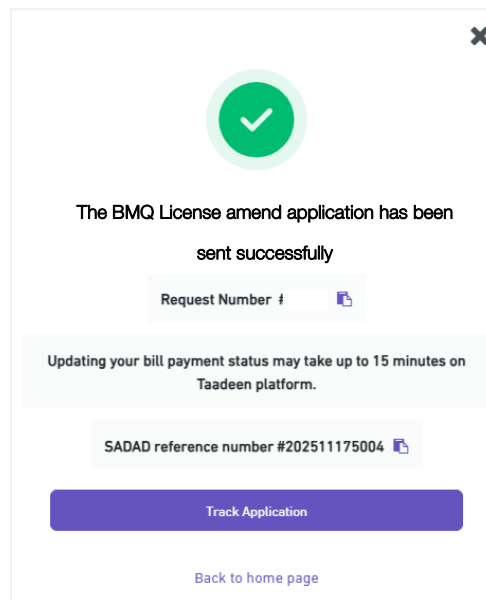 The BMQ License amend application has been
sent successfully
Request Number #
Updating your bill payment status may take up to 15 minutes on
Taadeen platform.
SADAD reference number #202511175004
Track Application
Back to home page